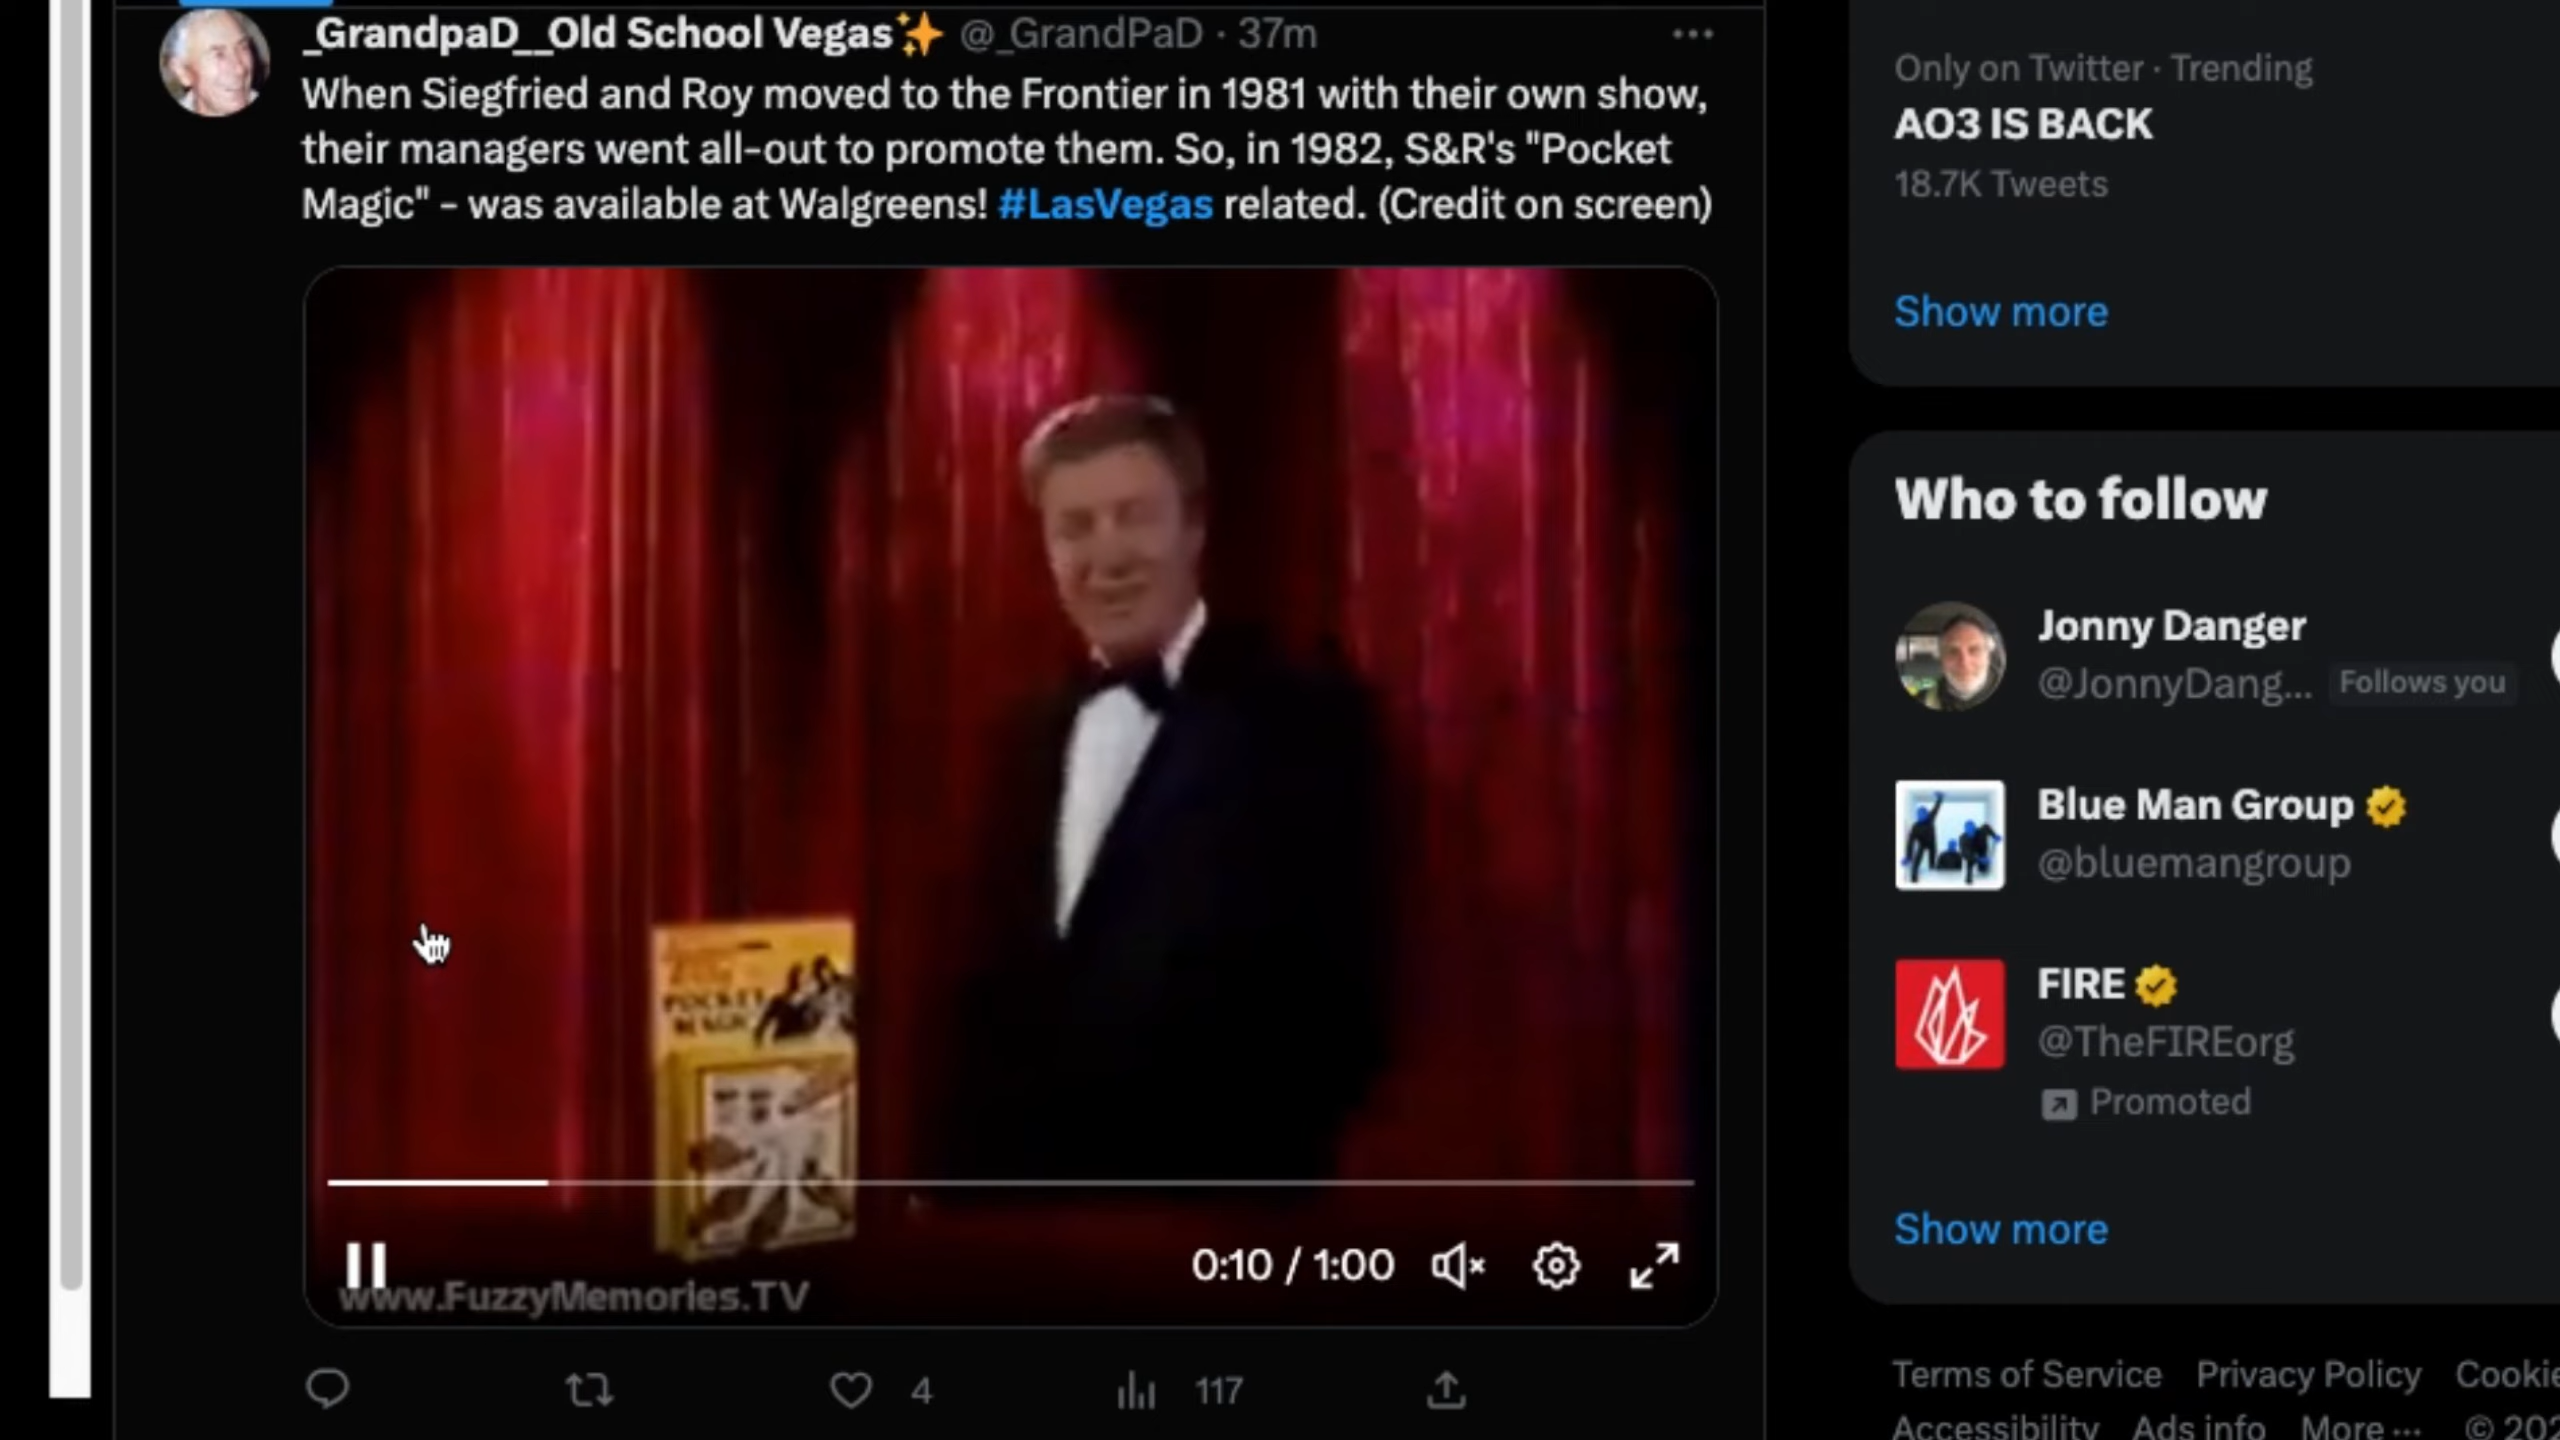 _GrandpaD__Old School Vegas✨ @_GrandPaD · 37m
When Siegfried and Roy moved to the Frontier in 1981 with their own show,
their managers went all-out to promote them. So, in 1982, S&R's "Pocket
Magic" - was available at Walgreens! #LasVegas related. (Credit on screen)
POCKET
MAGIC
0:10 / 1:00
www.FuzzyMemories.TV
4
117
Only on Twitter · Trending
AO3 IS BACK
18.7K Tweets
Show more
Who to follow
Jonny Danger
@JonnyDang... Follows you
Blue Man Group
@bluemangroup
FIRE
@TheFIREorg
Promoted
Show more
Terms of Service Privacy Policy Cookie
Accessibility Ads info More ··· © 202